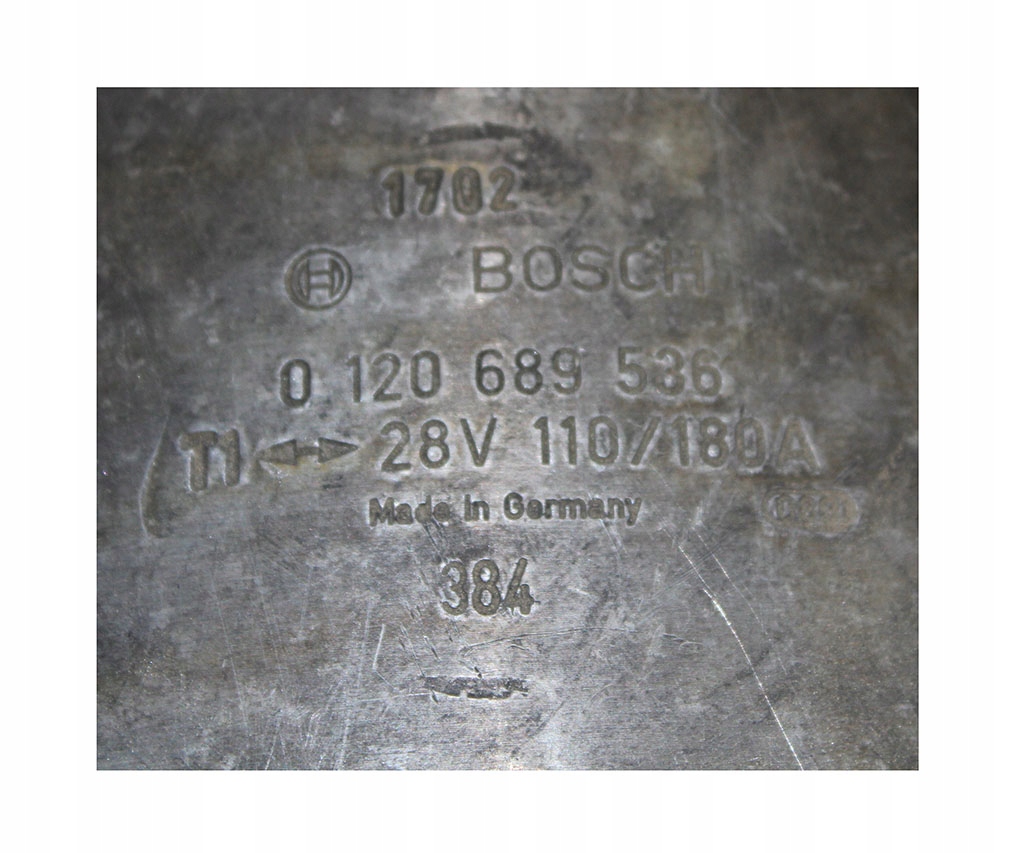 1702
BOSCH
0 120 689 536
T1 28V 110/180A
Made in Germany
384